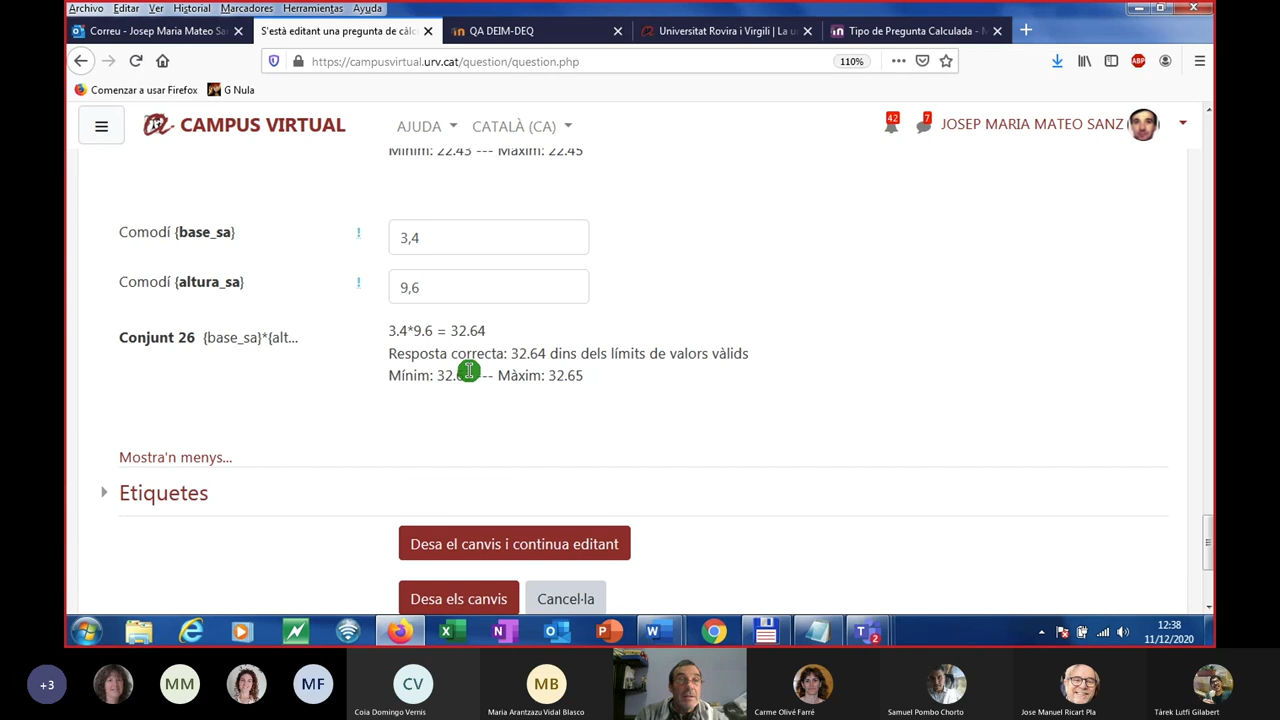 Archivo Editar Ver Historial Marcadores Herramientas Ayuda
Correu - Josep Maria Mateo Sar
S'està editant una pregunta de càlc
QA DEIM-DEQ
Universitat Rovira i Virgili | La u
Tipo de Pregunta Calculada - M
https://campusvirtual.urv.cat/question/question.php
110%
Comenzar a usar Firefox
G Nula
CAMPUS VIRTUAL
AJUDA
CATALÀ (CA)
42
7
JOSEP MARIA MATEO SANZ
Mínim: 22.43 --- Màxim: 22.45
Comodí {base_sa}
!
3,4
Comodí {altura_sa}
!
9,6
Conjunt 26 {base_sa}*{alt...
3.4*9.6 = 32.64
Resposta correcta: 32.64 dins dels límits de valors vàlids
Mínim: --- Màxim: 32.65
Mostra'n menys...
Etiquetes
Desa el canvis i continua editant
Desa els canvis
Cancel·la
12:38
11/12/2020
+3
MM
MF
CV
Coia Domingo Vernis
MB
Maria Arantzazu Vidal Blasco
Carme Olivé Farré
Samuel Pombo Chorto
Jose Manuel Ricart Pla
Tárek Lutfi Gilabert